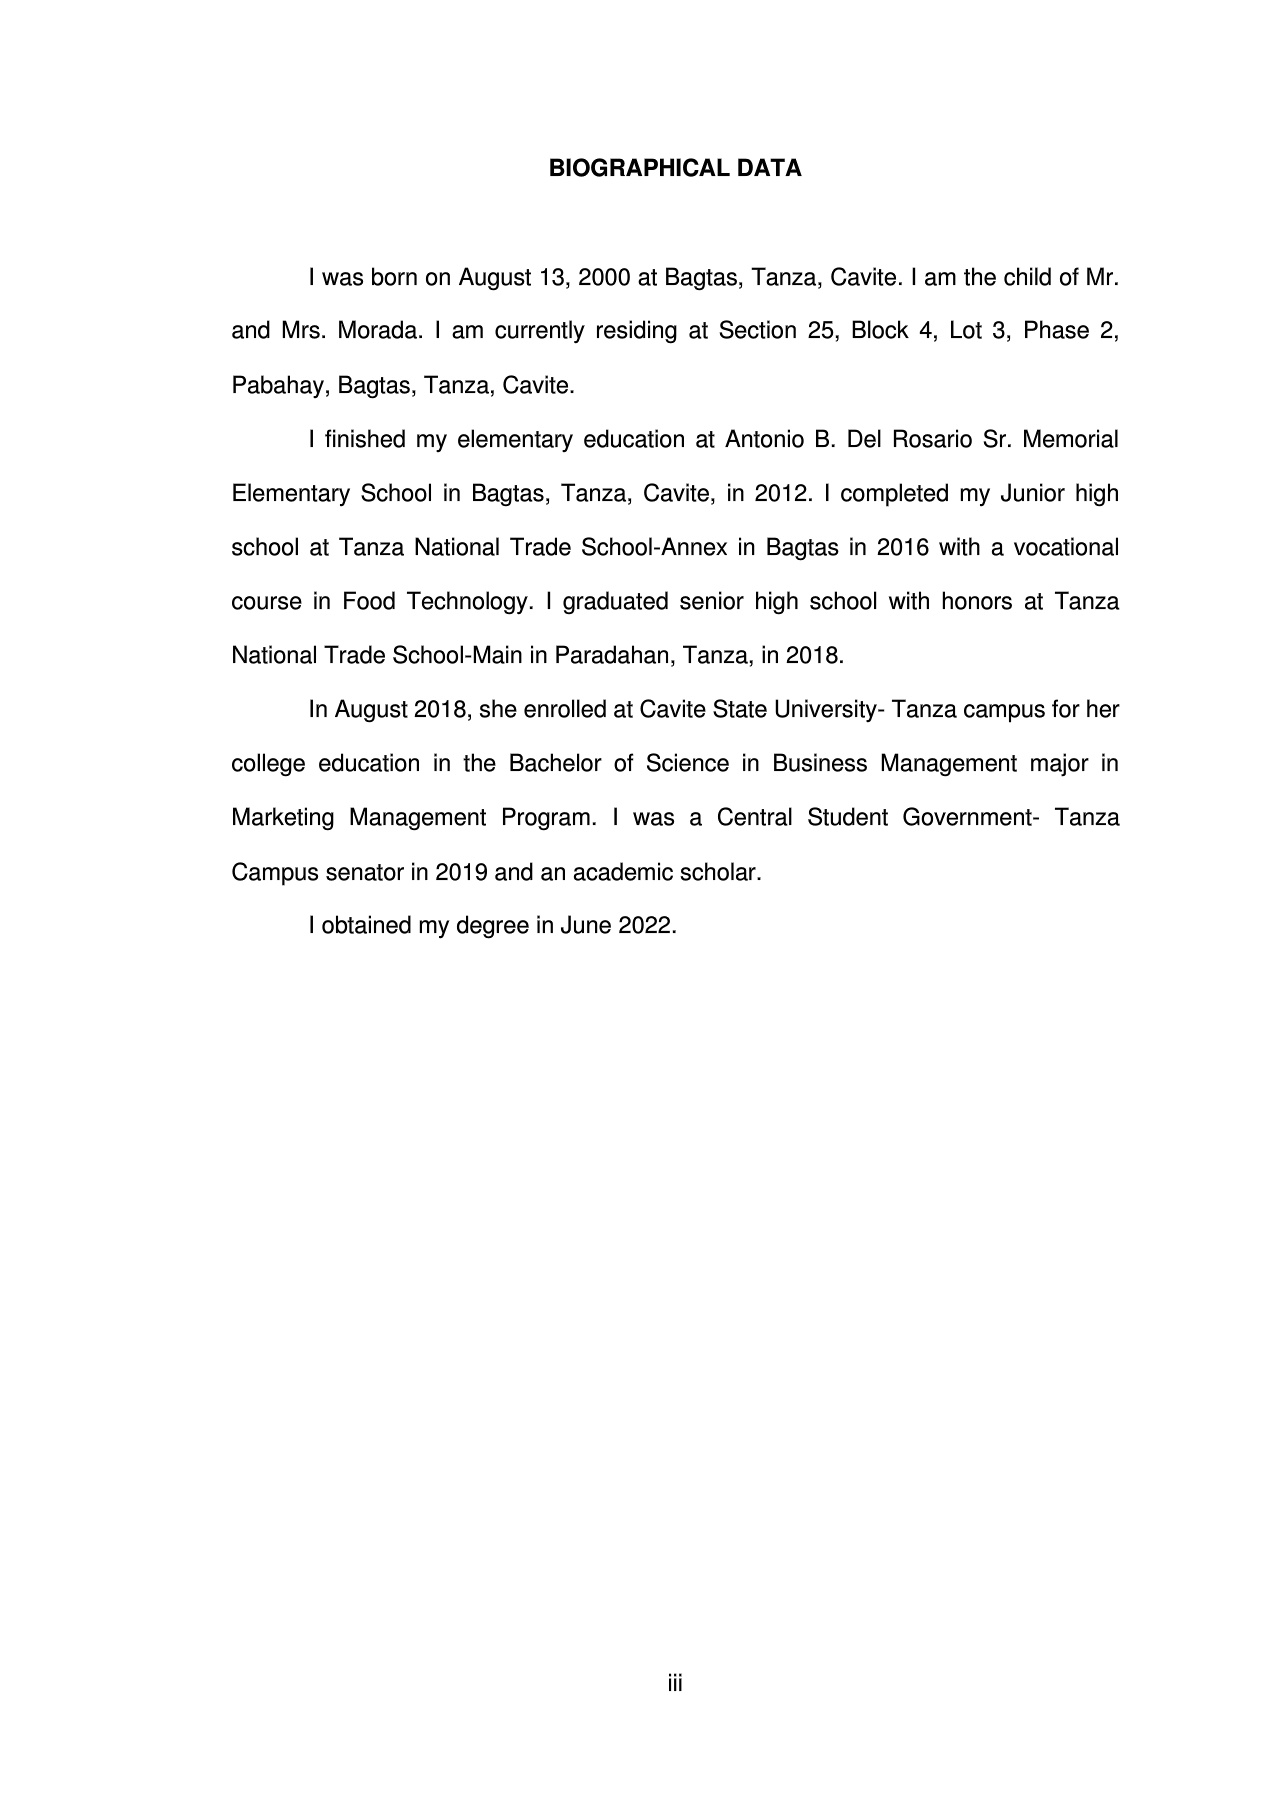 BIOGRAPHICAL DATA
I was born on August 13, 2000 at Bagtas, Tanza, Cavite. I am the child of Mr.
and Mrs. Morada. I am currently residing at Section 25, Block 4, Lot 3, Phase 2,
Pabahay, Bagtas, Tanza, Cavite.
I finished my elementary education at Antonio B. Del Rosario Sr. Memorial
Elementary School in Bagtas, Tanza, Cavite, in 2012. I completed my Junior high
school at Tanza National Trade School-Annex in Bagtas in 2016 with a vocational
course in Food Technology. I graduated senior high school with honors at Tanza
National Trade School-Main in Paradahan, Tanza, in 2018.
In August 2018, she enrolled at Cavite State University- Tanza campus for her
college education in the Bachelor of Science in Business Management major in
Marketing Management Program. I was a Central Student Government- Tanza
Campus senator in 2019 and an academic scholar.
I obtained my degree in June 2022.
iii